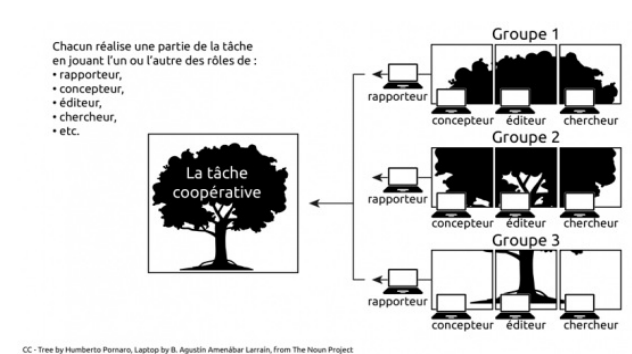 Chacun réalise une partie de la tâche
en jouant l'un ou l'autre des rôles de :
• rapporteur,
• concepteur,
• éditeur,
• chercheur,
• etc.
La tâche
coopérative
Groupe 1
rapporteur
concepteur éditeur chercheur
Groupe 2
rapporteur
concepteur éditeur chercheur
Groupe 3
rapporteur
concepteur éditeur chercheur
CC - Tree by Humberto Pornaro, Laptop by B. Agustín Amenábar Larraín, from The Noun Project